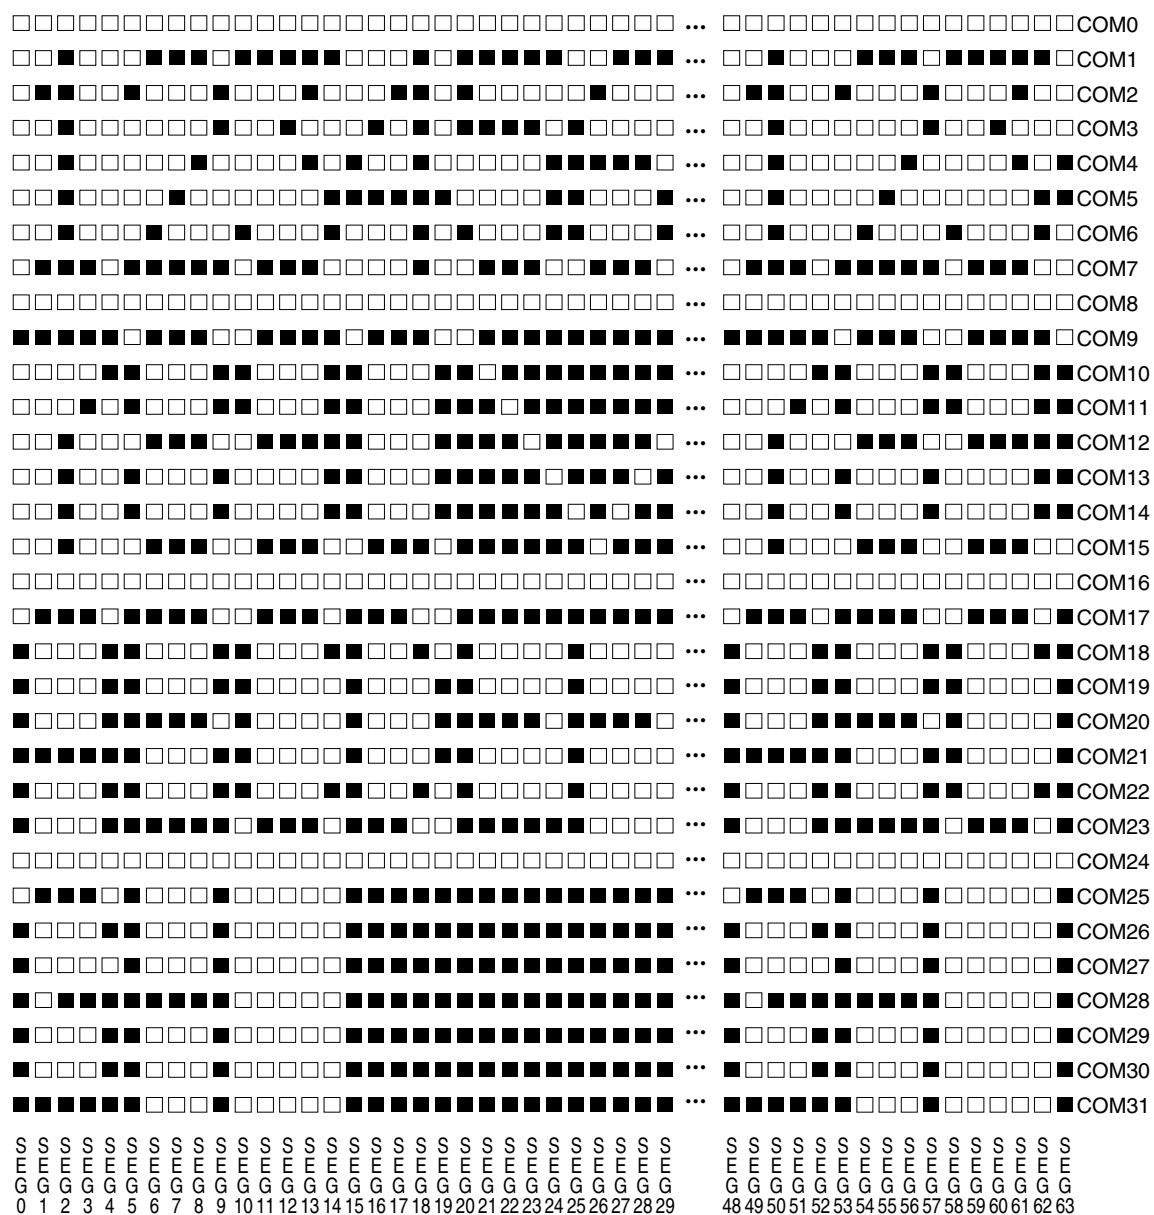 ... COM0
... COM1
... COM2
... COM3
... COM4
... COM5
... COM6
... COM7
... COM8
... COM9
... COM10
... COM11
... COM12
... COM13
... COM14
... COM15
... COM16
... COM17
... COM18
... COM19
... COM20
... COM21
... COM22
... COM23
... COM24
... COM25
... COM26
... COM27
... COM28
... COM29
... COM30
... COM31
SEG0 SEG1 SEG2 SEG3 SEG4 SEG5 SEG6 SEG7 SEG8 SEG9 SEG10 SEG11 SEG12 SEG13 SEG14 SEG15 SEG16 SEG17 SEG18 SEG19 SEG20 SEG21 SEG22 SEG23 SEG24 SEG25 SEG26 SEG27 SEG28 SEG29 SEG48 SEG49 SEG50 SEG51 SEG52 SEG53 SEG54 SEG55 SEG56 SEG57 SEG58 SEG59 SEG60 SEG61 SEG62 SEG63